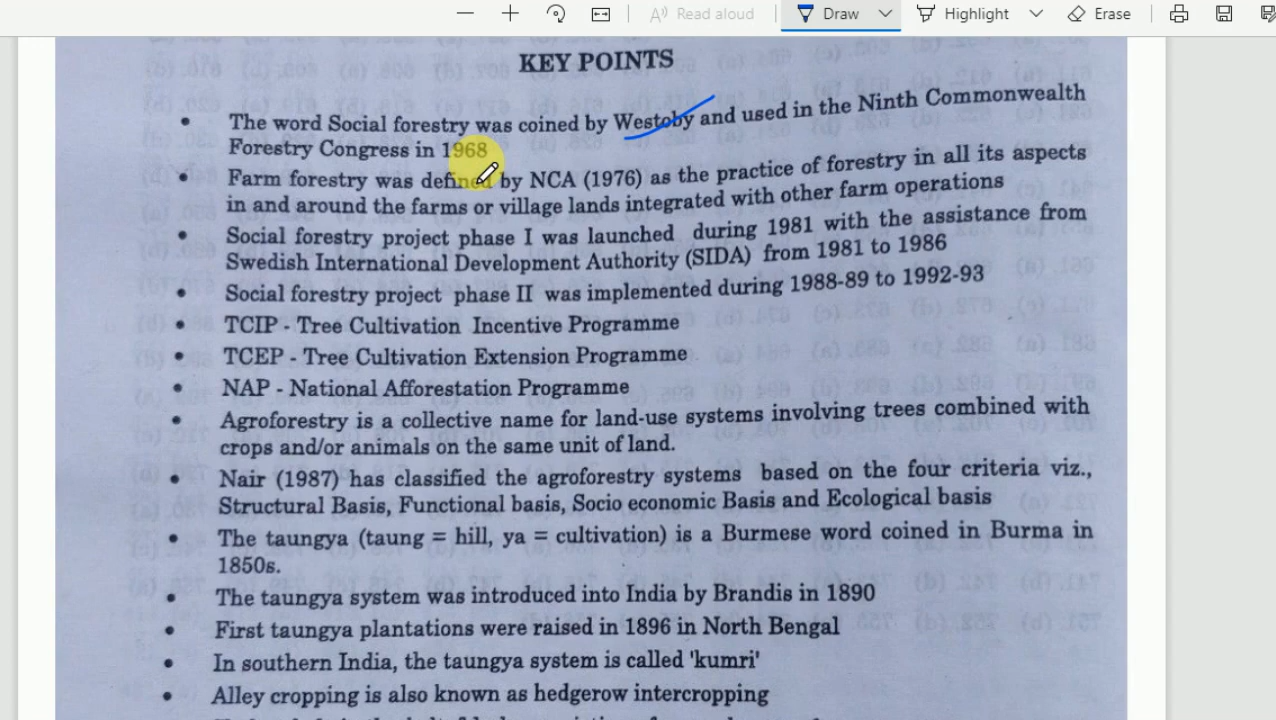 Read aloud
Draw
Highlight
Erase
KEY POINTS
• The word Social forestry was coined by Westoby and used in the Ninth Commonwealth
Forestry Congress in 1968
• Farm forestry was defined by NCA (1976) as the practice of forestry in all its aspects
in and around the farms or village lands integrated with other farm operations
• Social forestry project phase I was launched during 1981 with the assistance from
Swedish International Development Authority (SIDA) from 1981 to 1986
• Social forestry project phase II was implemented during 1988-89 to 1992-93
• TCIP - Tree Cultivation Incentive Programme
• TCEP - Tree Cultivation Extension Programme
• NAP - National Afforestation Programme
• Agroforestry is a collective name for land-use systems involving trees combined with
crops and/or animals on the same unit of land.
• Nair (1987) has classified the agroforestry systems based on the four criteria viz.,
Structural Basis, Functional basis, Socio economic Basis and Ecological basis
• The taungya (taung = hill, ya = cultivation) is a Burmese word coined in Burma in
1850s.
• The taungya system was introduced into India by Brandis in 1890
• First taungya plantations were raised in 1896 in North Bengal
• In southern India, the taungya system is called 'kumri'
• Alley cropping is also known as hedgerow intercropping